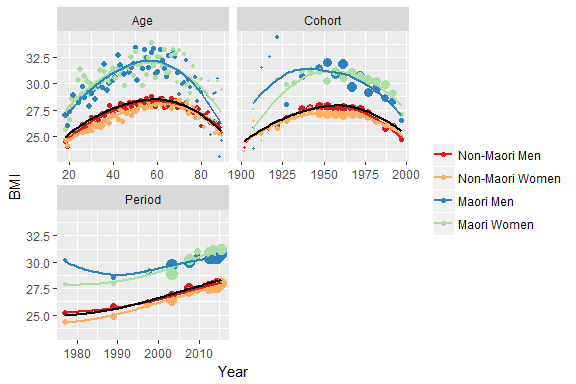 Age
Cohort
32.5
30.0
27.5
25.0
20 40 60 80
1900 1925 1950 1975 2000
BMI
Non-Maori Men
Non-Maori Women
Maori Men
Maori Women
Period
32.5
30.0
27.5
25.0
1980 1990 2000 2010
Year